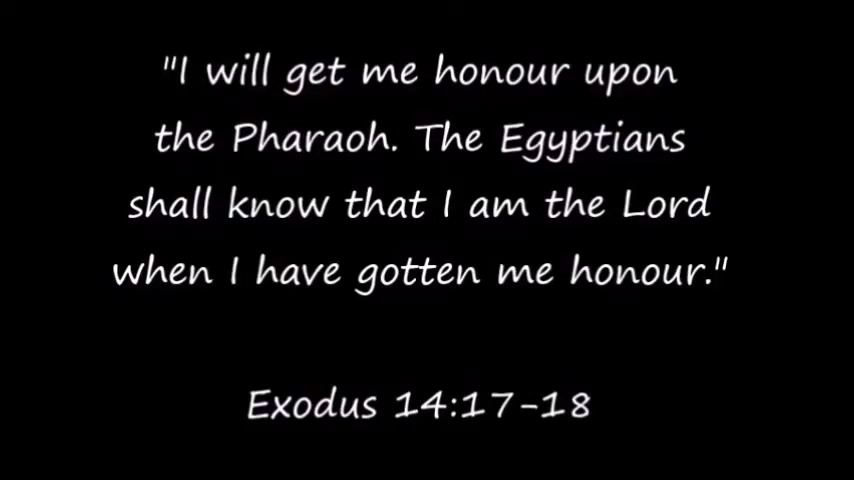 "I will get me honour upon
the Pharaoh. The Egyptians
shall know that I am the Lord
when I have gotten me honour."
Exodus 14:17-18